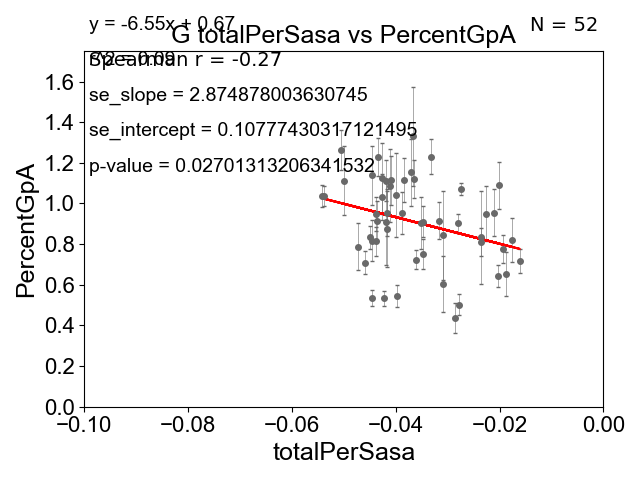 y = -6.55x + 0.67
N = 52
G totalPerSasa vs PercentGpA
Spearman r = -0.27
se_slope = 2.874878003630745
se_intercept = 0.10777430317121495
p-value = 0.02701313206341532
PercentGpA
1.6
1.4
1.2
1.0
0.8
0.6
0.4
0.2
0.0
−0.10
−0.08
−0.06
−0.04
−0.02
0.00
totalPerSasa